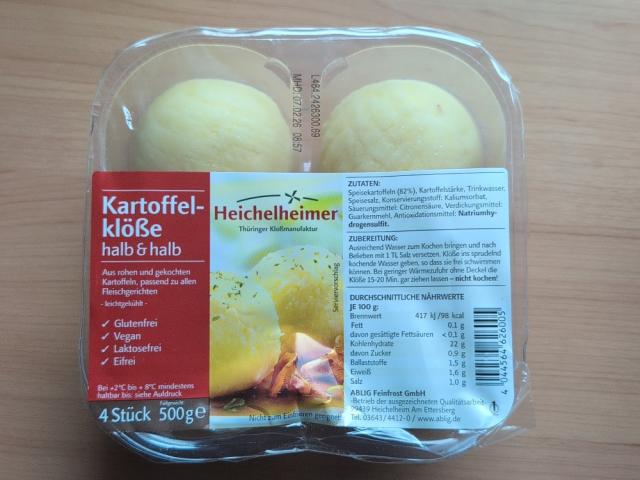 L464 2426300.69
MHD: 07.02.26 08:57
Kartoffel-
klöße
halb & halb
Aus rohen und gekochten
Kartoffeln, passend zu allen
Fleischgerichten
- leichtgekühlt -
✓ Glutenfrei
✓ Vegan
✓ Laktosefrei
✓ Eifrei
Bei +2°C bis + 8°C mindestens
haltbar bis: siehe Aufdruck
Füllgewicht
4 Stück 500g e
Heichelheimer
Thüringer Kloßmanufaktur
Serviervorschlag
Nicht zum Einfrieren geeignet!
ZUTATEN:
Speisekartoffeln (82%), Kartoffelstärke, Trinkwasser,
Speisesalz, Konservierungsstoff: Kaliumsorbat,
Säuerungsmittel: Citronensäure, Verdickungsmittel:
Guarkernmehl, Antioxidationsmittel: Natriumhy-
drogensulfit.
ZUBEREITUNG:
Ausreichend Wasser zum Kochen bringen und nach
Belieben mit 1 TL Salz versetzen. Klöße ins sprudelnd
kochende Wasser geben, so dass sie frei schwimmen
können. Bei geringer Wärmezufuhr ohne Deckel die
Klöße 15-20 Min. gar ziehen lassen – nicht kochen!
DURCHSCHNITTLICHE NÄHRWERTE
JE 100 g:
Brennwert 417 kJ /98 kcal
Fett 0,1 g
davon gesättigte Fettsäuren < 0,1 g
Kohlenhydrate 22 g
davon Zucker 0,9 g
Ballaststoffe 1,5 g
Eiweiß 1,6 g
Salz 1,0 g
4 044564 626005
ABLIG Feinfrost GmbH
-Betrieb der ausgezeichneten Qualitätsarbeit-
99439 Heichelheim Am Ettersberg
Tel. 03643/4412-0 / www.ablig.de